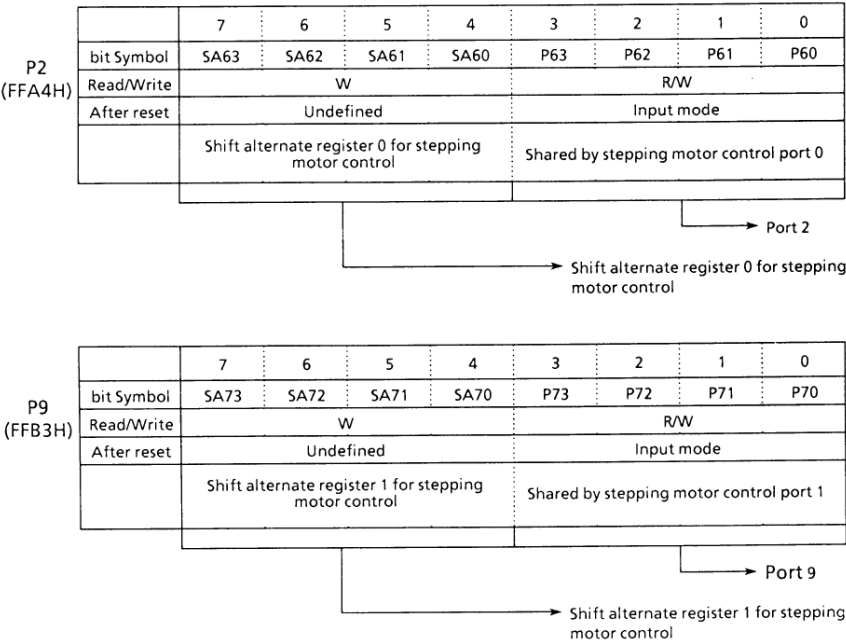 7 6 5 4 3 2 1 0
P2
(FFA4H)
bit Symbol SA63 SA62 SA61 SA60 P63 P62 P61 P60
Read/Write W R/W
After reset Undefined Input mode
Shift alternate register 0 for stepping
motor control
Shared by stepping motor control port 0
Port 2
Shift alternate register 0 for stepping
motor control
7 6 5 4 3 2 1 0
P9
(FFB3H)
bit Symbol SA73 SA72 SA71 SA70 P73 P72 P71 P70
Read/Write W R/W
After reset Undefined Input mode
Shift alternate register 1 for stepping
motor control
Shared by stepping motor control port 1
Port 9
Shift alternate register 1 for stepping
motor control